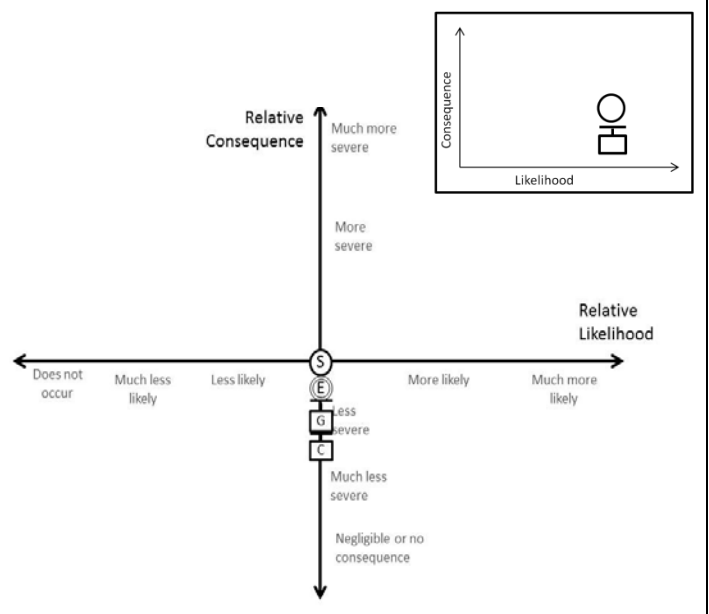 Consequence
Likelihood
Relative
Consequence
Much more
severe
More
severe
Relative
Likelihood
S
Does not
occur
Much less
likely
Less likely
More likely
Much more
likely
E
Less
severe
G
C
Much less
severe
Negligible or no
consequence